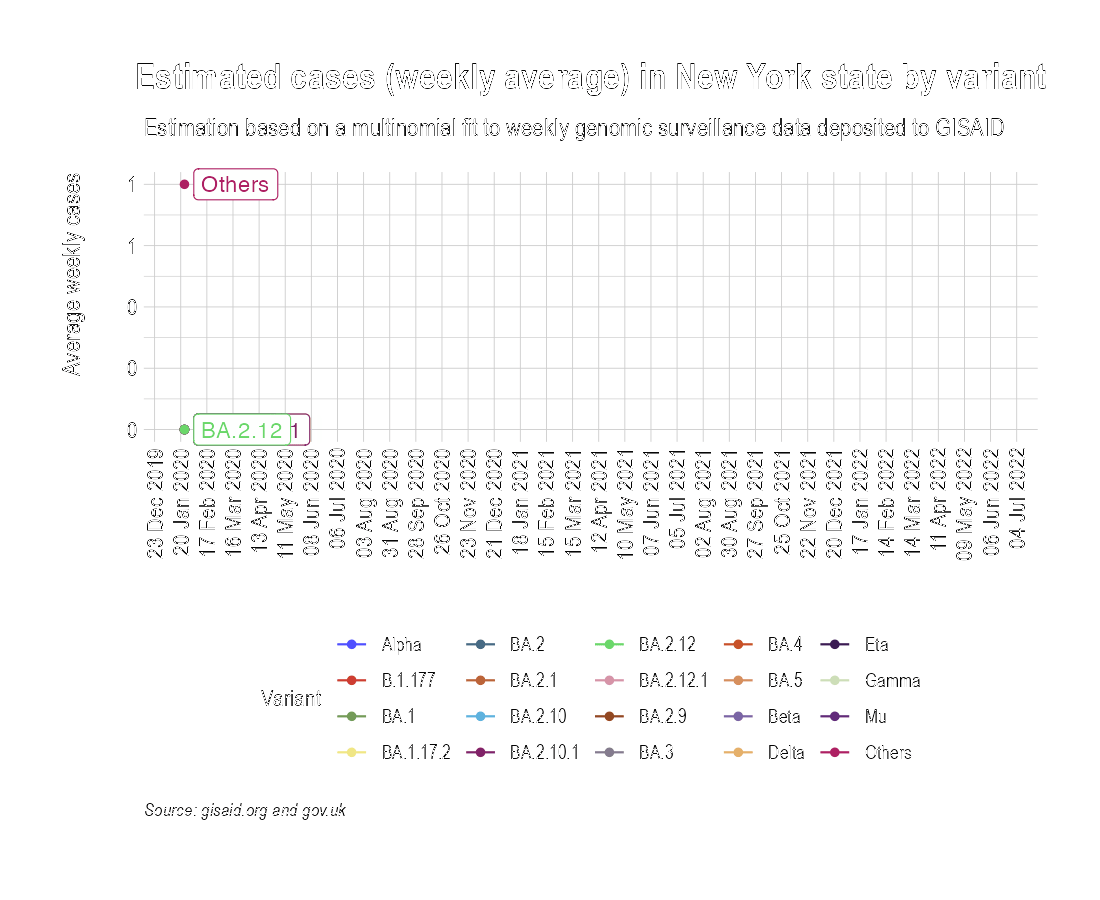 Estimated cases (weekly average) in New York state by variant
Estimation based on a multinomial fit to weekly genomic surveillance data deposited to GISAID
Average weekly cases
1
1
0
0
0
Others
BA.2.12 1
23 Dec 2019
20 Jan 2020
17 Feb 2020
16 Mar 2020
13 Apr 2020
11 May 2020
08 Jun 2020
06 Jul 2020
03 Aug 2020
31 Aug 2020
28 Sep 2020
26 Oct 2020
23 Nov 2020
21 Dec 2020
18 Jan 2021
15 Feb 2021
15 Mar 2021
12 Apr 2021
10 May 2021
07 Jun 2021
05 Jul 2021
02 Aug 2021
30 Aug 2021
27 Sep 2021
25 Oct 2021
22 Nov 2021
20 Dec 2021
17 Jan 2022
14 Feb 2022
14 Mar 2022
11 Apr 2022
09 May 2022
06 Jun 2022
04 Jul 2022
Variant
Alpha
B.1.177
BA.1
BA.1.17.2
BA.2
BA.2.1
BA.2.10
BA.2.10.1
BA.2.12
BA.2.12.1
BA.2.9
BA.3
BA.4
BA.5
Beta
Delta
Eta
Gamma
Mu
Others
Source: gisaid.org and gov.uk